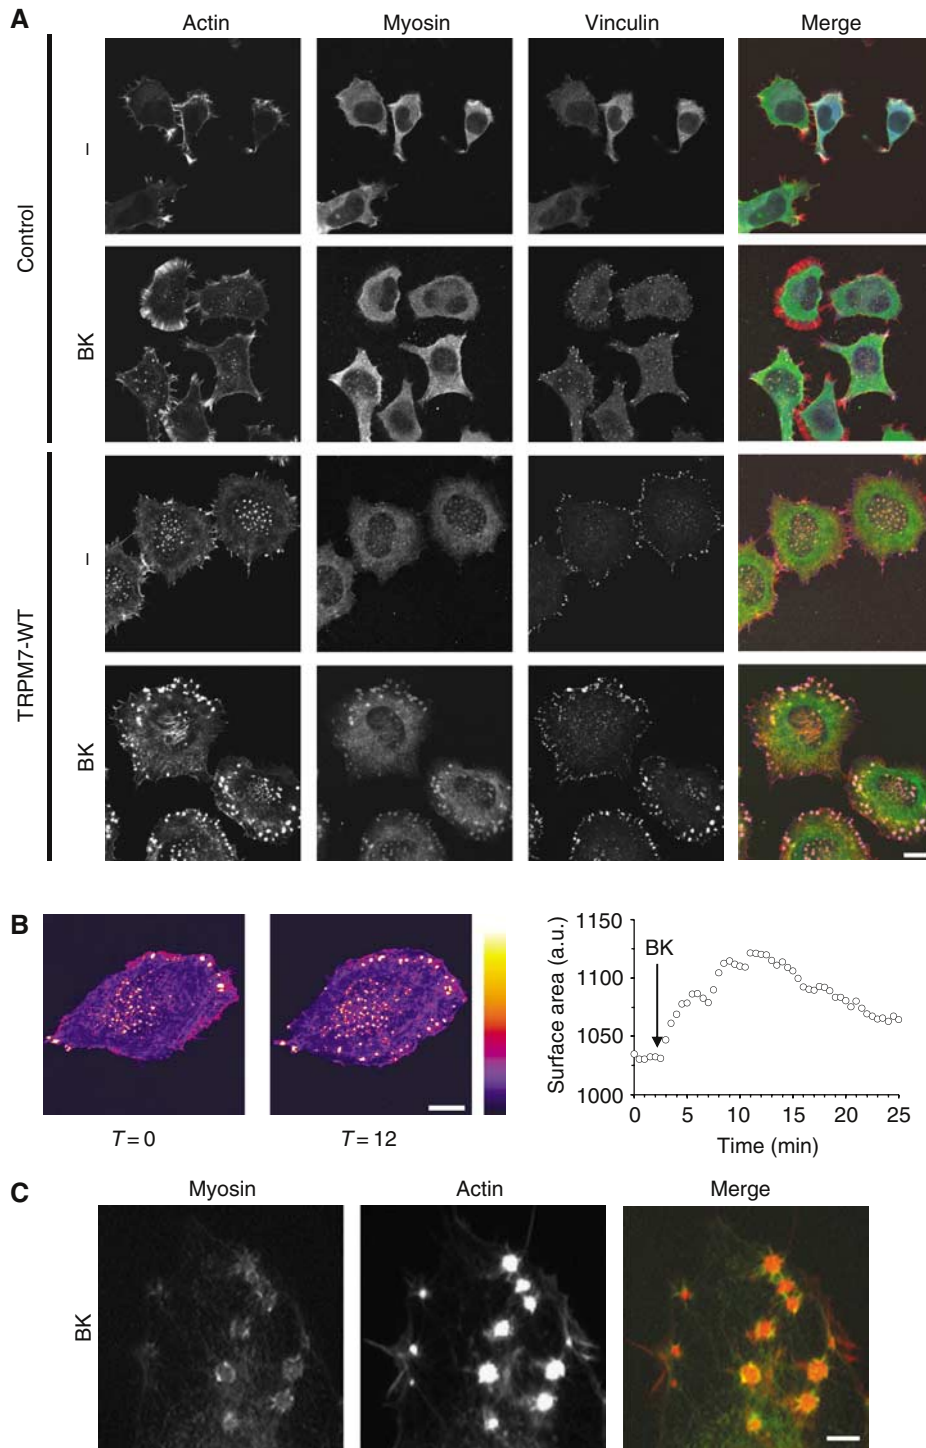 A
Actin Myosin Vinculin Merge
Control
–
BK
TRPM7-WT
–
BK
B
T = 0
T = 12
Surface area (a.u.)
1150
1100
1050
1000
BK
0 5 10 15 20 25
Time (min)
C
Myosin Actin Merge
BK